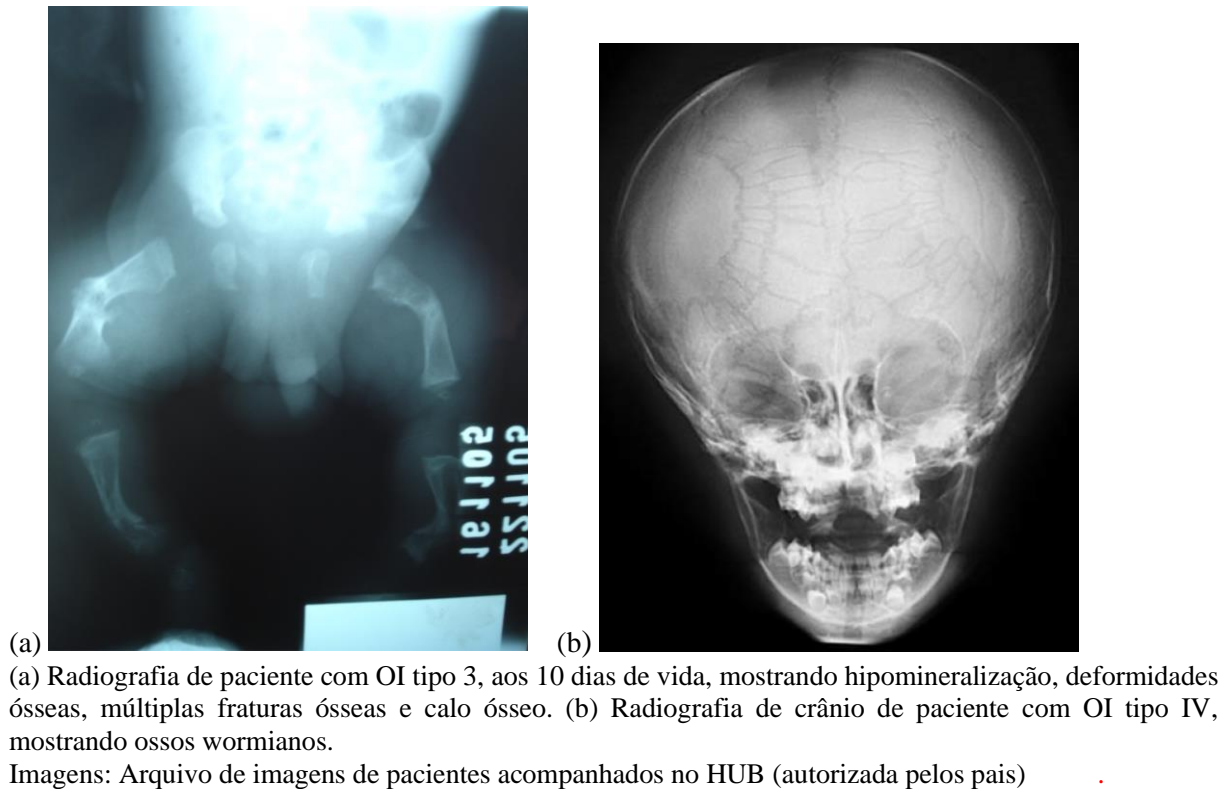 161105
221105
(a) (b)
(a) Radiografia de paciente com OI tipo 3, aos 10 dias de vida, mostrando hipomineralização, deformidades
ósseas, múltiplas fraturas ósseas e calo ósseo. (b) Radiografia de crânio de paciente com OI tipo IV,
mostrando ossos wormianos.
Imagens: Arquivo de imagens de pacientes acompanhados no HUB (autorizada pelos pais) .